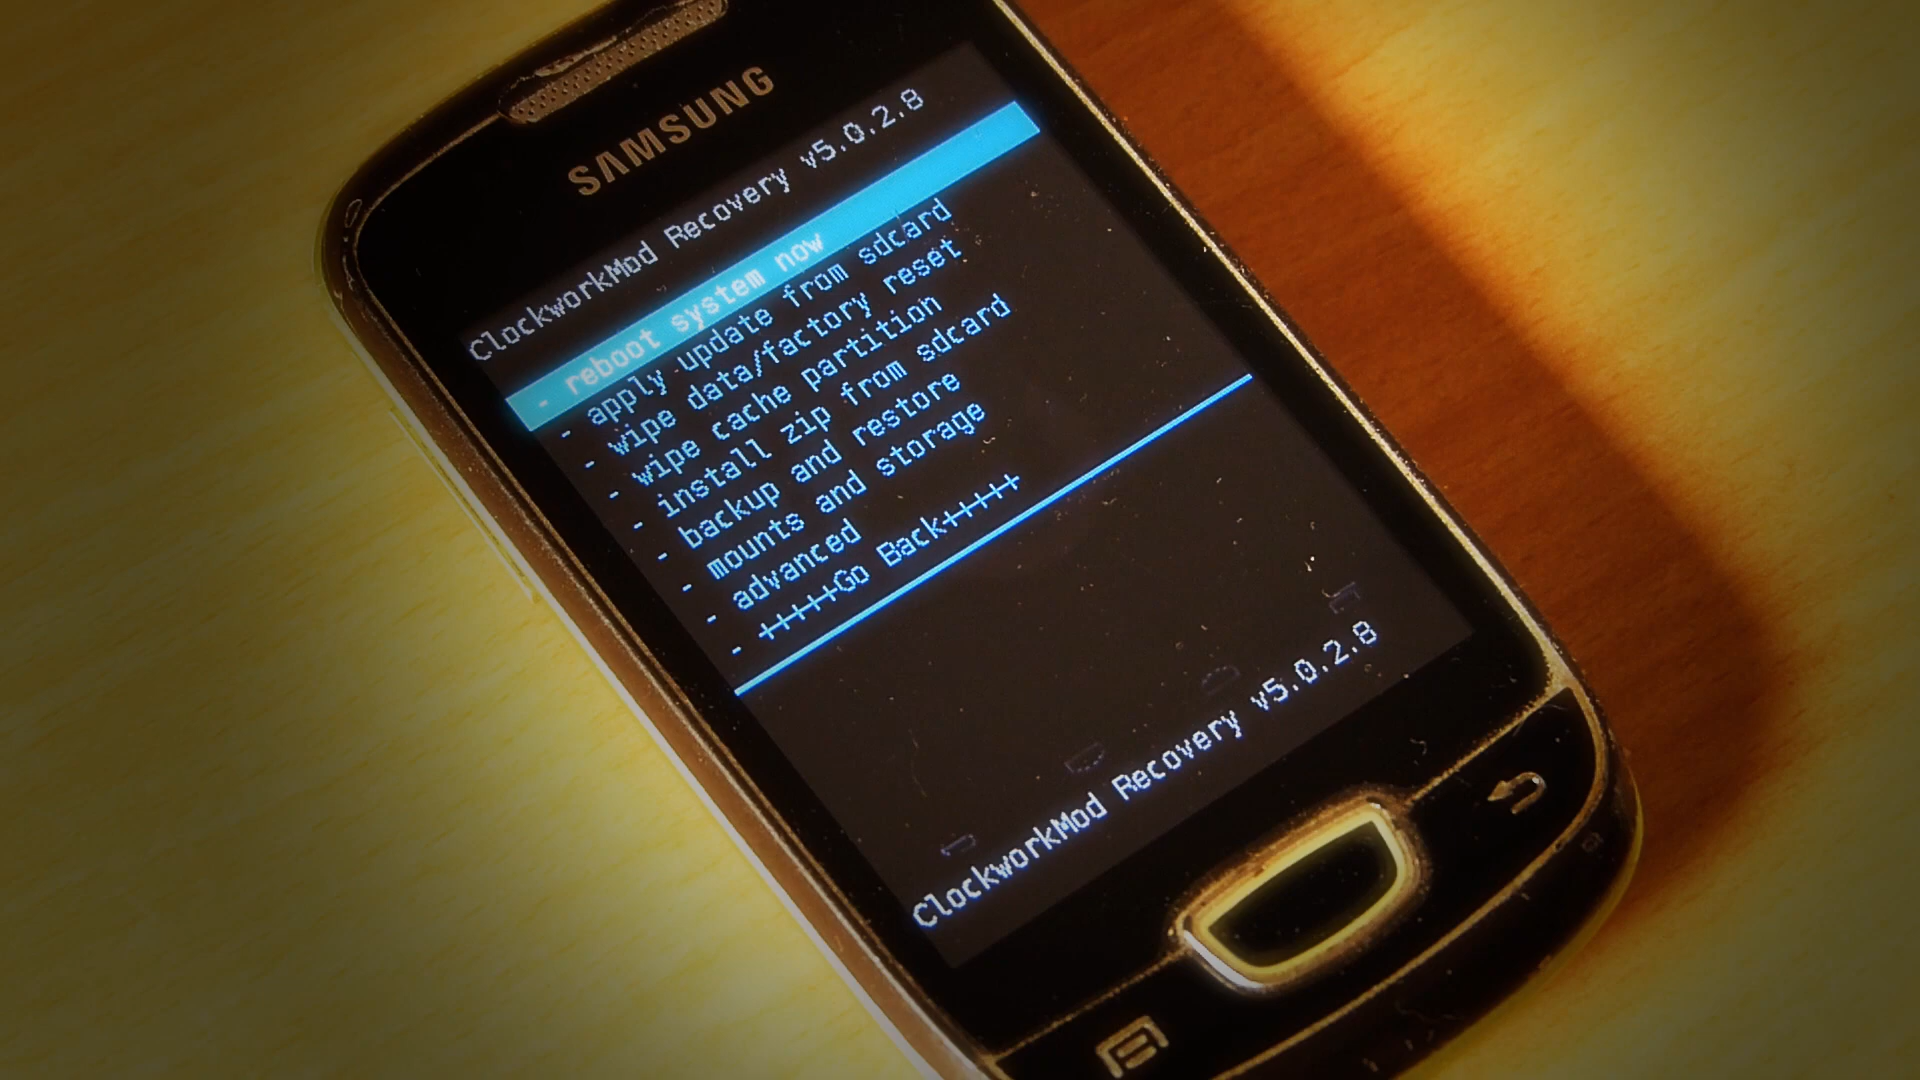 SAMSUNG
ClockworkMod Recovery v5.0.2.8
- reboot system now
- apply update from sdcard
- wipe data/factory reset
- wipe cache partition
- install zip from sdcard
- backup and restore
- mounts and storage
- advanced
- +++++Go Back+++++
ClockworkMod Recovery v5.0.2.8